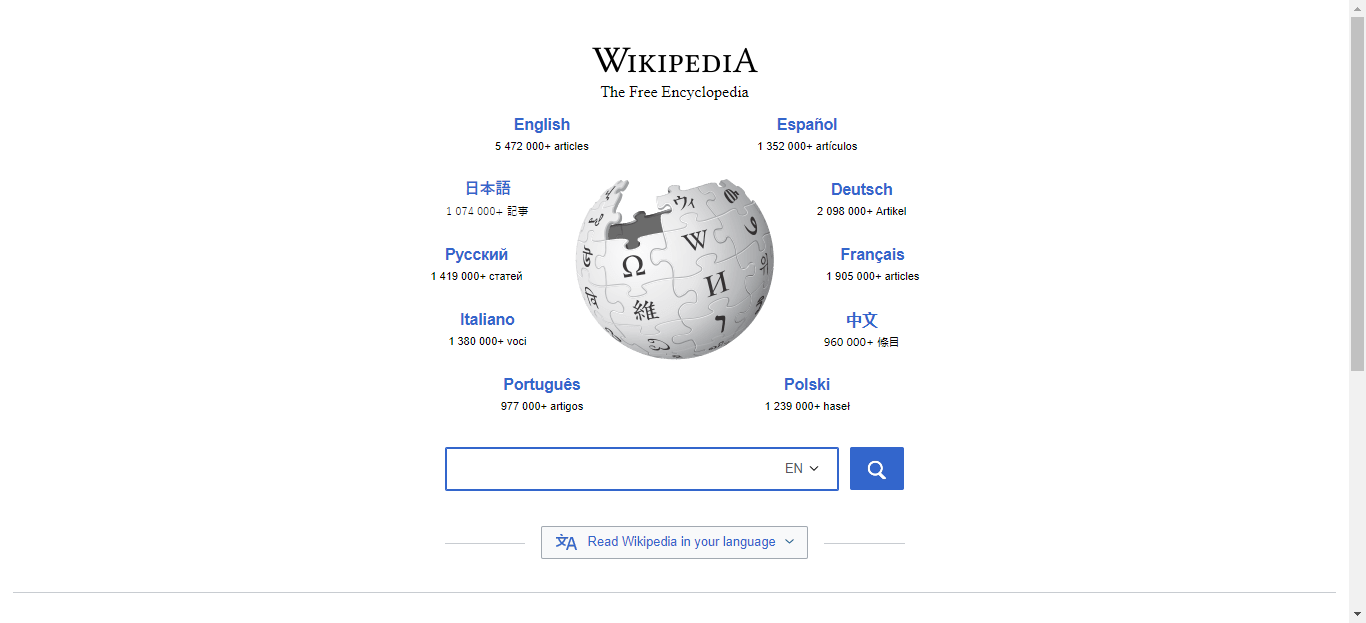 WIKIPEDIA
The Free Encyclopedia
English
5 472 000+ articles
Español
1 352 000+ artículos
日本語
1 074 000+ 記事
Deutsch
2 098 000+ Artikel
Русский
1 419 000+ статей
Français
1 905 000+ articles
Italiano
1 380 000+ voci
中文
960 000+ 條目
Português
977 000+ artigos
Polski
1 239 000+ haseł
ウィ
W
Ω
И
維
EN
Read Wikipedia in your language